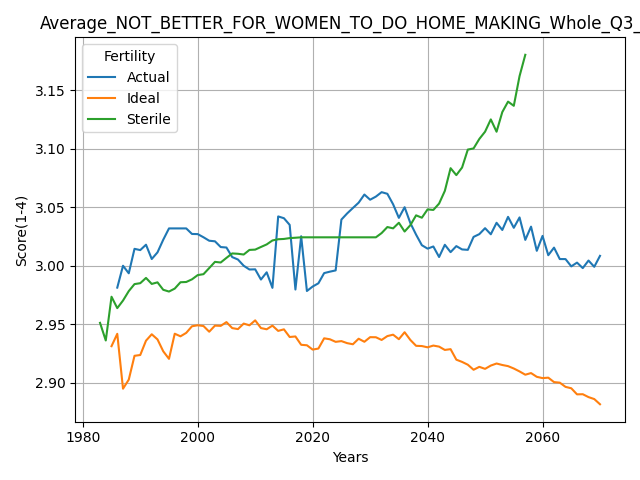 Average_NOT_BETTER_FOR_WOMEN_TO_DO_HOME_MAKING_Whole_Q3_
Fertility
Actual
Ideal
Sterile
3.15
3.10
3.05
3.00
2.95
2.90
Score(1-4)
1980
2000
2020
2040
2060
Years